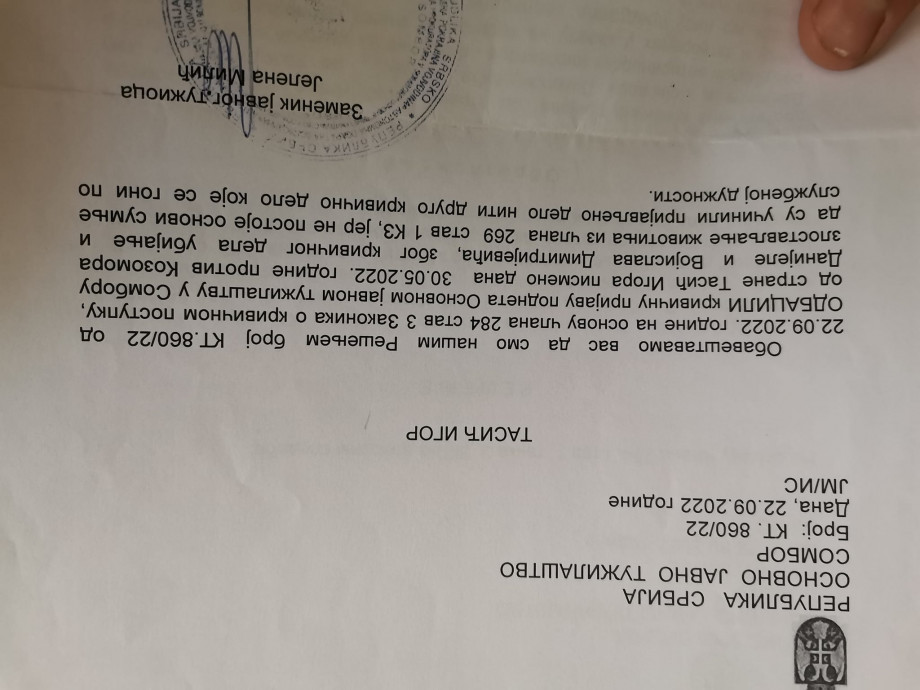 РЕПУБЛИКА СРБИЈА
ОСНОВНО ЈАВНО ТУЖИЛАШТВО
СОМБОР
Број: КТ. 860/22
Дана, 22.09.2022 године
ЈМ/ИС
ТАСИЋ ИГОР
Обавештавамо вас да смо нашим Решењем број КТ.860/22 од
22.09.2022. године на основу члана 284 став 3 Законика о кривичном поступку,
ОДБАЦИЛИ кривичну пријаву поднета Основном јавном тужилаштву у Сомбору
од стране Тасић Игора писмено дана 30.05.2022. године против Козомора
Данијеле и Војислава Димитријевића, због кривичног дела убијање и
злостављање животиња из члана 269 став 1 КЗ, јер не постоје основи сумње
да су учинили пријављено дело нити друго кривично дело које се гони по
службеној дужности.
Заменик јавног тужиоца
Јелена Милић